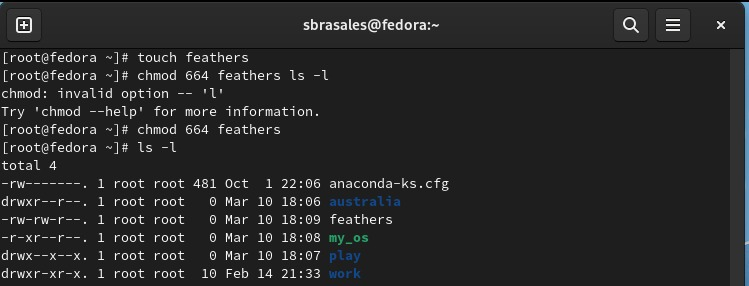 sbrasales@fedora:~
[root@fedora ~]# touch feathers
[root@fedora ~]# chmod 664 feathers ls -l
chmod: invalid option -- 'l'
Try 'chmod --help' for more information.
[root@fedora ~]# chmod 664 feathers
[root@fedora ~]# ls -l
total 4
-rw-------. 1 root root 481 Oct  1 22:06 anaconda-ks.cfg
drwxr--r--. 1 root root   0 Mar 10 18:06 australia
-rw-rw-r--. 1 root root   0 Mar 10 18:09 feathers
-r-xr--r--. 1 root root   0 Mar 10 18:08 my_os
drwx--x--x. 1 root root   0 Mar 10 18:07 play
drwxr-xr-x. 1 root root  10 Feb 14 21:33 work